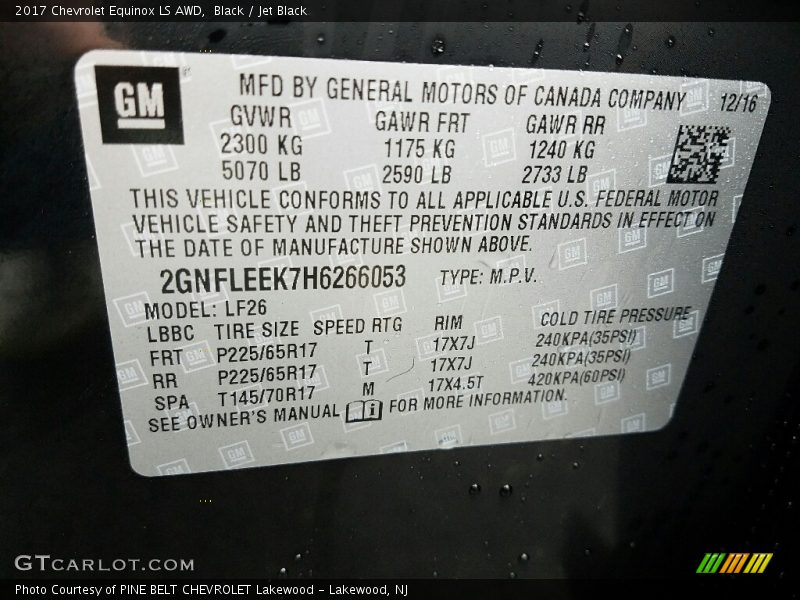 2017 Chevrolet Equinox LS AWD, Black / Jet Black
GM
MFD BY GENERAL MOTORS OF CANADA COMPANY 12/16
GVWR GAWR FRT GAWR RR
2300 KG 1175 KG 1240 KG
5070 LB 2590 LB 2733 LB
THIS VEHICLE CONFORMS TO ALL APPLICABLE U.S. FEDERAL MOTOR
VEHICLE SAFETY AND THEFT PREVENTION STANDARDS IN EFFECT ON
THE DATE OF MANUFACTURE SHOWN ABOVE.
2GNFLEEK7H6266053 TYPE: M.P.V.
MODEL: LF26
LBBC TIRE SIZE SPEED RTG RIM COLD TIRE PRESSURE
FRT P225/65R17 T 17X7J 240KPA(35PSI)
RR P225/65R17 T 17X7J 240KPA(35PSI)
SPA T145/70R17 M 17X4.5T 420KPA(60PSI)
SEE OWNER'S MANUAL FOR MORE INFORMATION.
GTCARLOT.COM
Photo Courtesy of PINE BELT CHEVROLET Lakewood - Lakewood, NJ